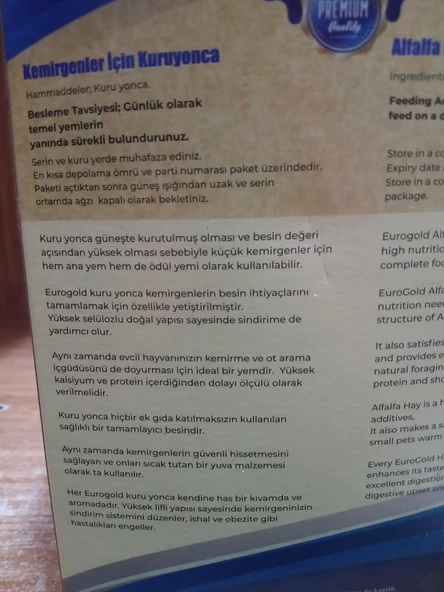 PREMIUM
Quality
Kemirgenler İçin Kuruyonca
Hammaddeler; Kuru yonca.
Besleme Tavsiyesi; Günlük olarak
temel yemlerin
yanında sürekli bulundurunuz.
Serin ve kuru yerde muhafaza ediniz.
En kısa depolama ömrü ve parti numarası paket üzerindedir.
Paketi açtıktan sonra güneş ışığından uzak ve serin
ortamda ağzı kapalı olarak bekletiniz.
Kuru yonca güneşte kurutulmuş olması ve besin değeri
açısından yüksek olması sebebiyle küçük kemirgenler için
hem ana yem hem de ödül yemi olarak kullanılabilir.
Eurogold kuru yonca kemirgenlerin besin ihtiyaçlarını
tamamlamak için özellikle yetiştirilmiştir.
Yüksek selülozlu doğal yapısı sayesinde sindirime de
yardımcı olur.
Aynı zamanda evcil hayvanınızın kemirme ve ot arama
içgüdüsünü de doyurması için ideal bir yemdir. Yüksek
kalsiyum ve protein içerdiğinden dolayı ölçülü olarak
verilmelidir.
Kuru yonca hiçbir ek gıda katılmaksızın kullanılan
sağlıklı bir tamamlayıcı besindir.
Aynı zamanda kemirgenlerin güvenli hissetmesini
sağlayan ve onları sıcak tutan bir yuva malzemesi
olarak ta kullanılır.
Her Eurogold kuru yonca kendine has bir kıvamda ve
aromadadır. Yüksek lifli yapısı sayesinde kemirgeninizin
sindirim sistemini düzenler, ishal ve obezite gibi
hastalıkları engeller.
Alfalfa
Ingredient
Feeding A
feed on a d
Store in a co
Expiry date
Store in a co
package.
Eurogold Alf
high nutritio
complete foo
EuroGold Alfa
nutrition nee
structure of A
It also satisfies
and provides e
natural foragin
protein and sho
Alfalfa Hay is a h
additives,
It also makes a s
small pets warm
Every EuroGold H
enhances its taste
excellent digestion
digestive upset and